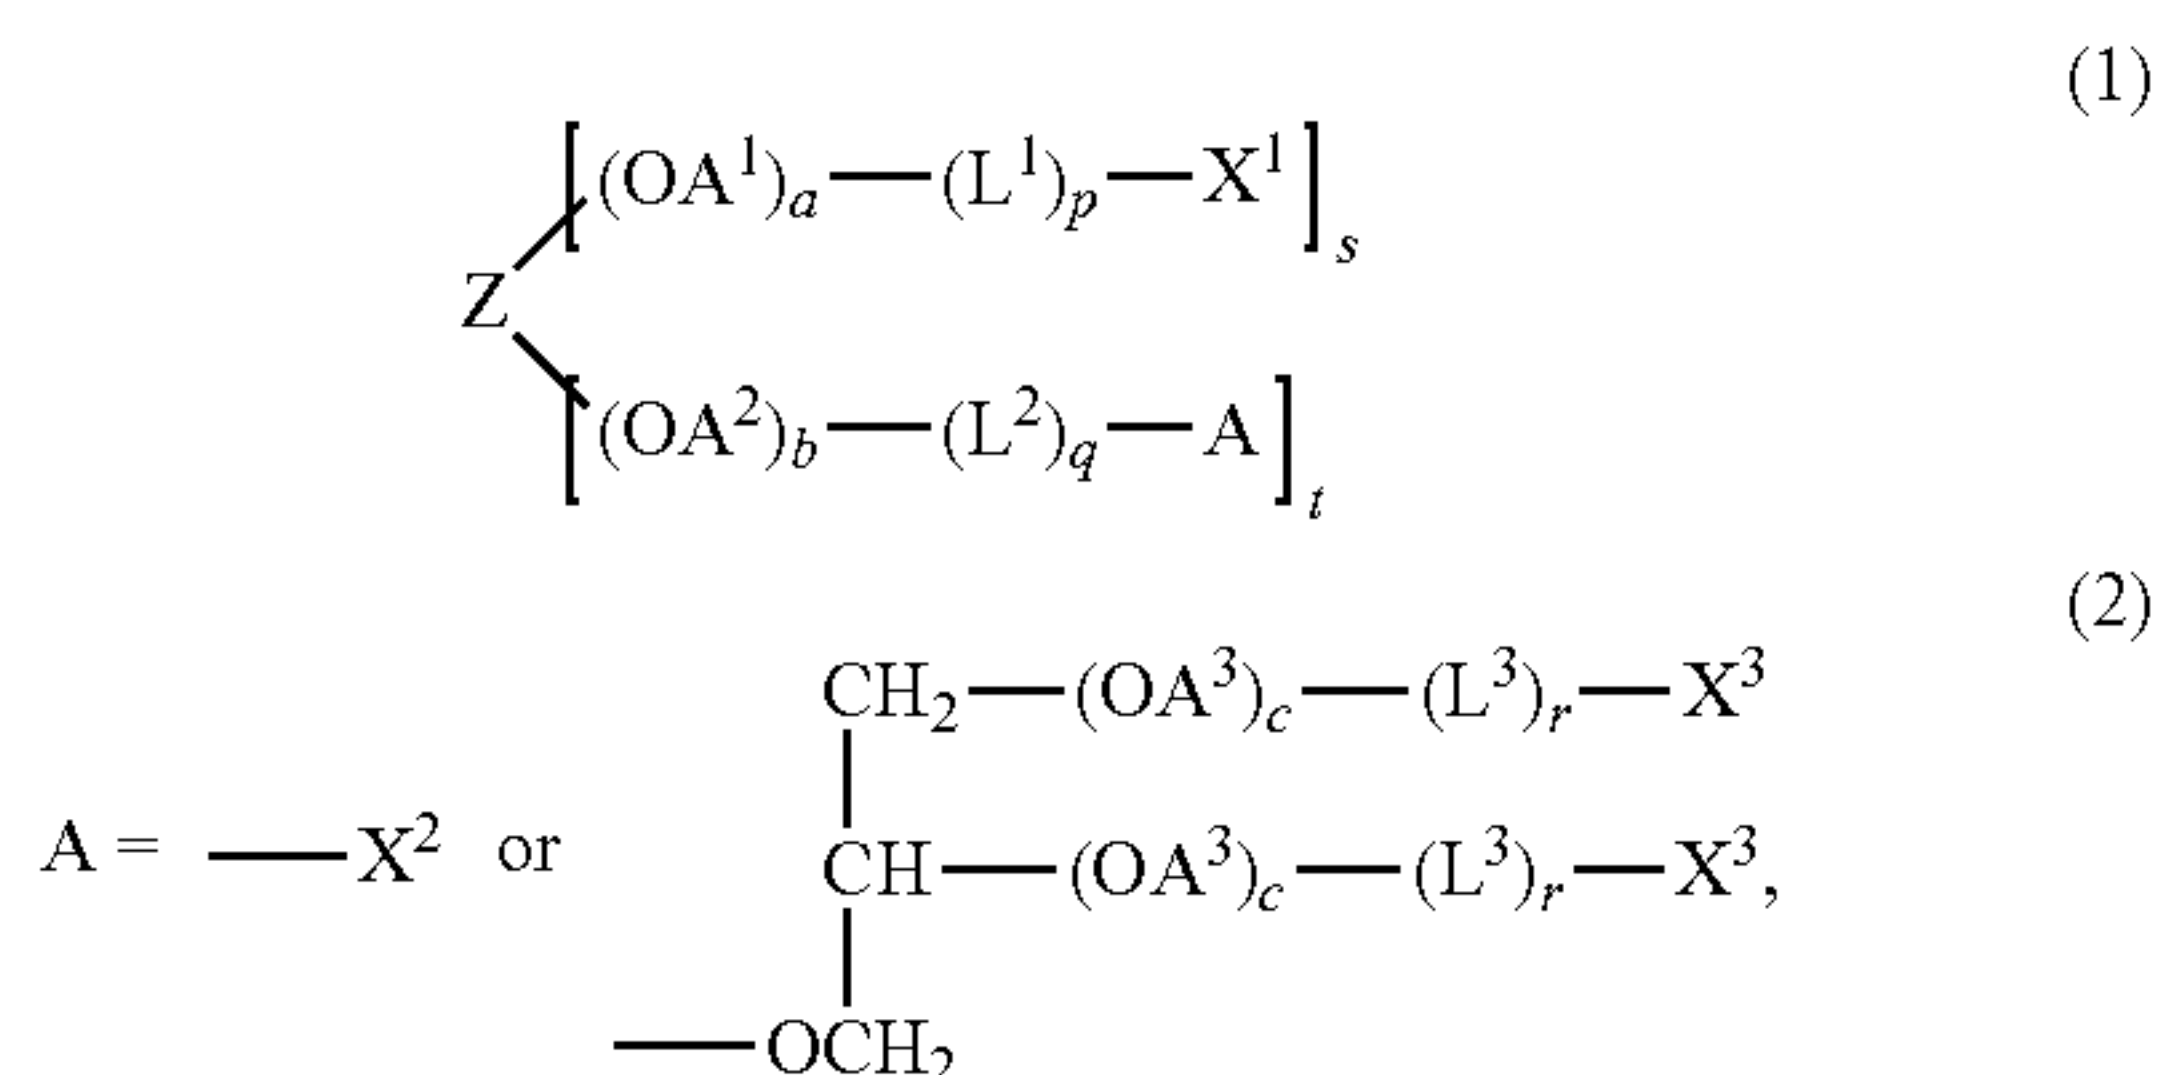 (1)
[(OA¹)ₐ—(L¹)ₚ—X¹]ₛ
Z
[(OA²)b—(L²)q—A]ₜ
(2)
CH₂—(OA³)c—(L³)r—X³
A = —X² or CH—(OA³)c—(L³)r—X³,
—OCH₂